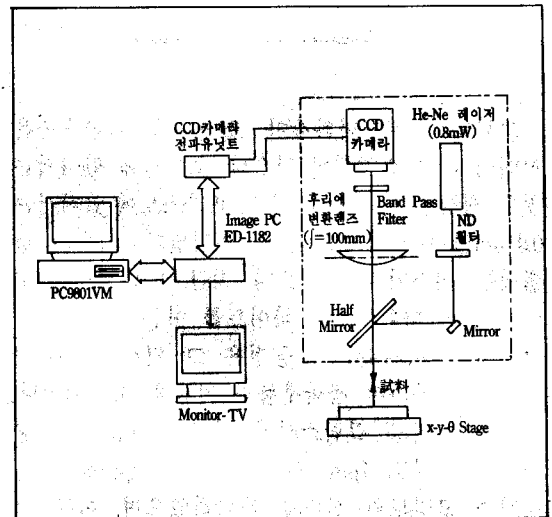 He-Ne 레이저
(0.8mW)
CCD
카메라
CCD카메라
전파유닛트
후리에
변환렌즈
(∫=100mm)
Band Pass
Filter
ND
필터
Image PC
ED-1182
PC9801VM
Half
Mirror
Mirror
Monitor-TV
試料
x-y-θ Stage